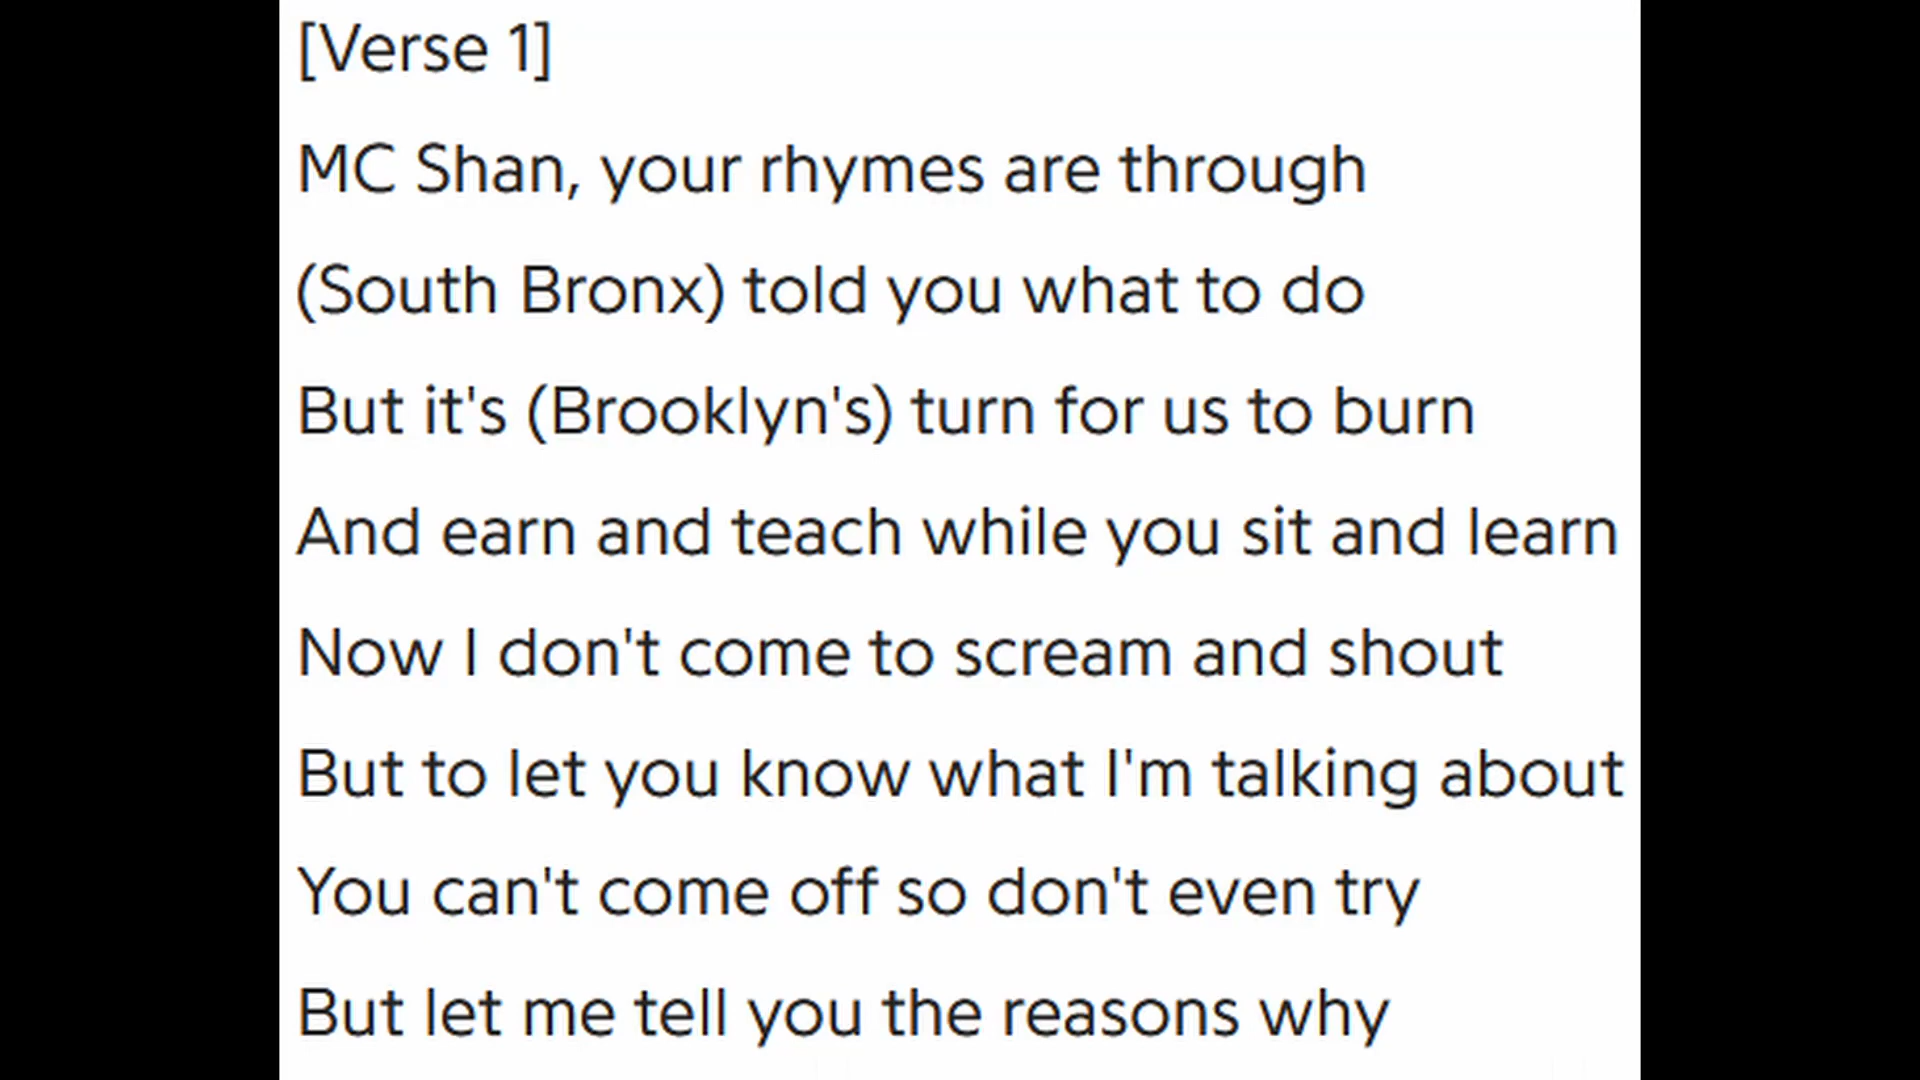 [Verse 1]
MC Shan, your rhymes are through
(South Bronx) told you what to do
But it's (Brooklyn's) turn for us to burn
And earn and teach while you sit and learn
Now I don't come to scream and shout
But to let you know what I'm talking about
You can't come off so don't even try
But let me tell you the reasons why